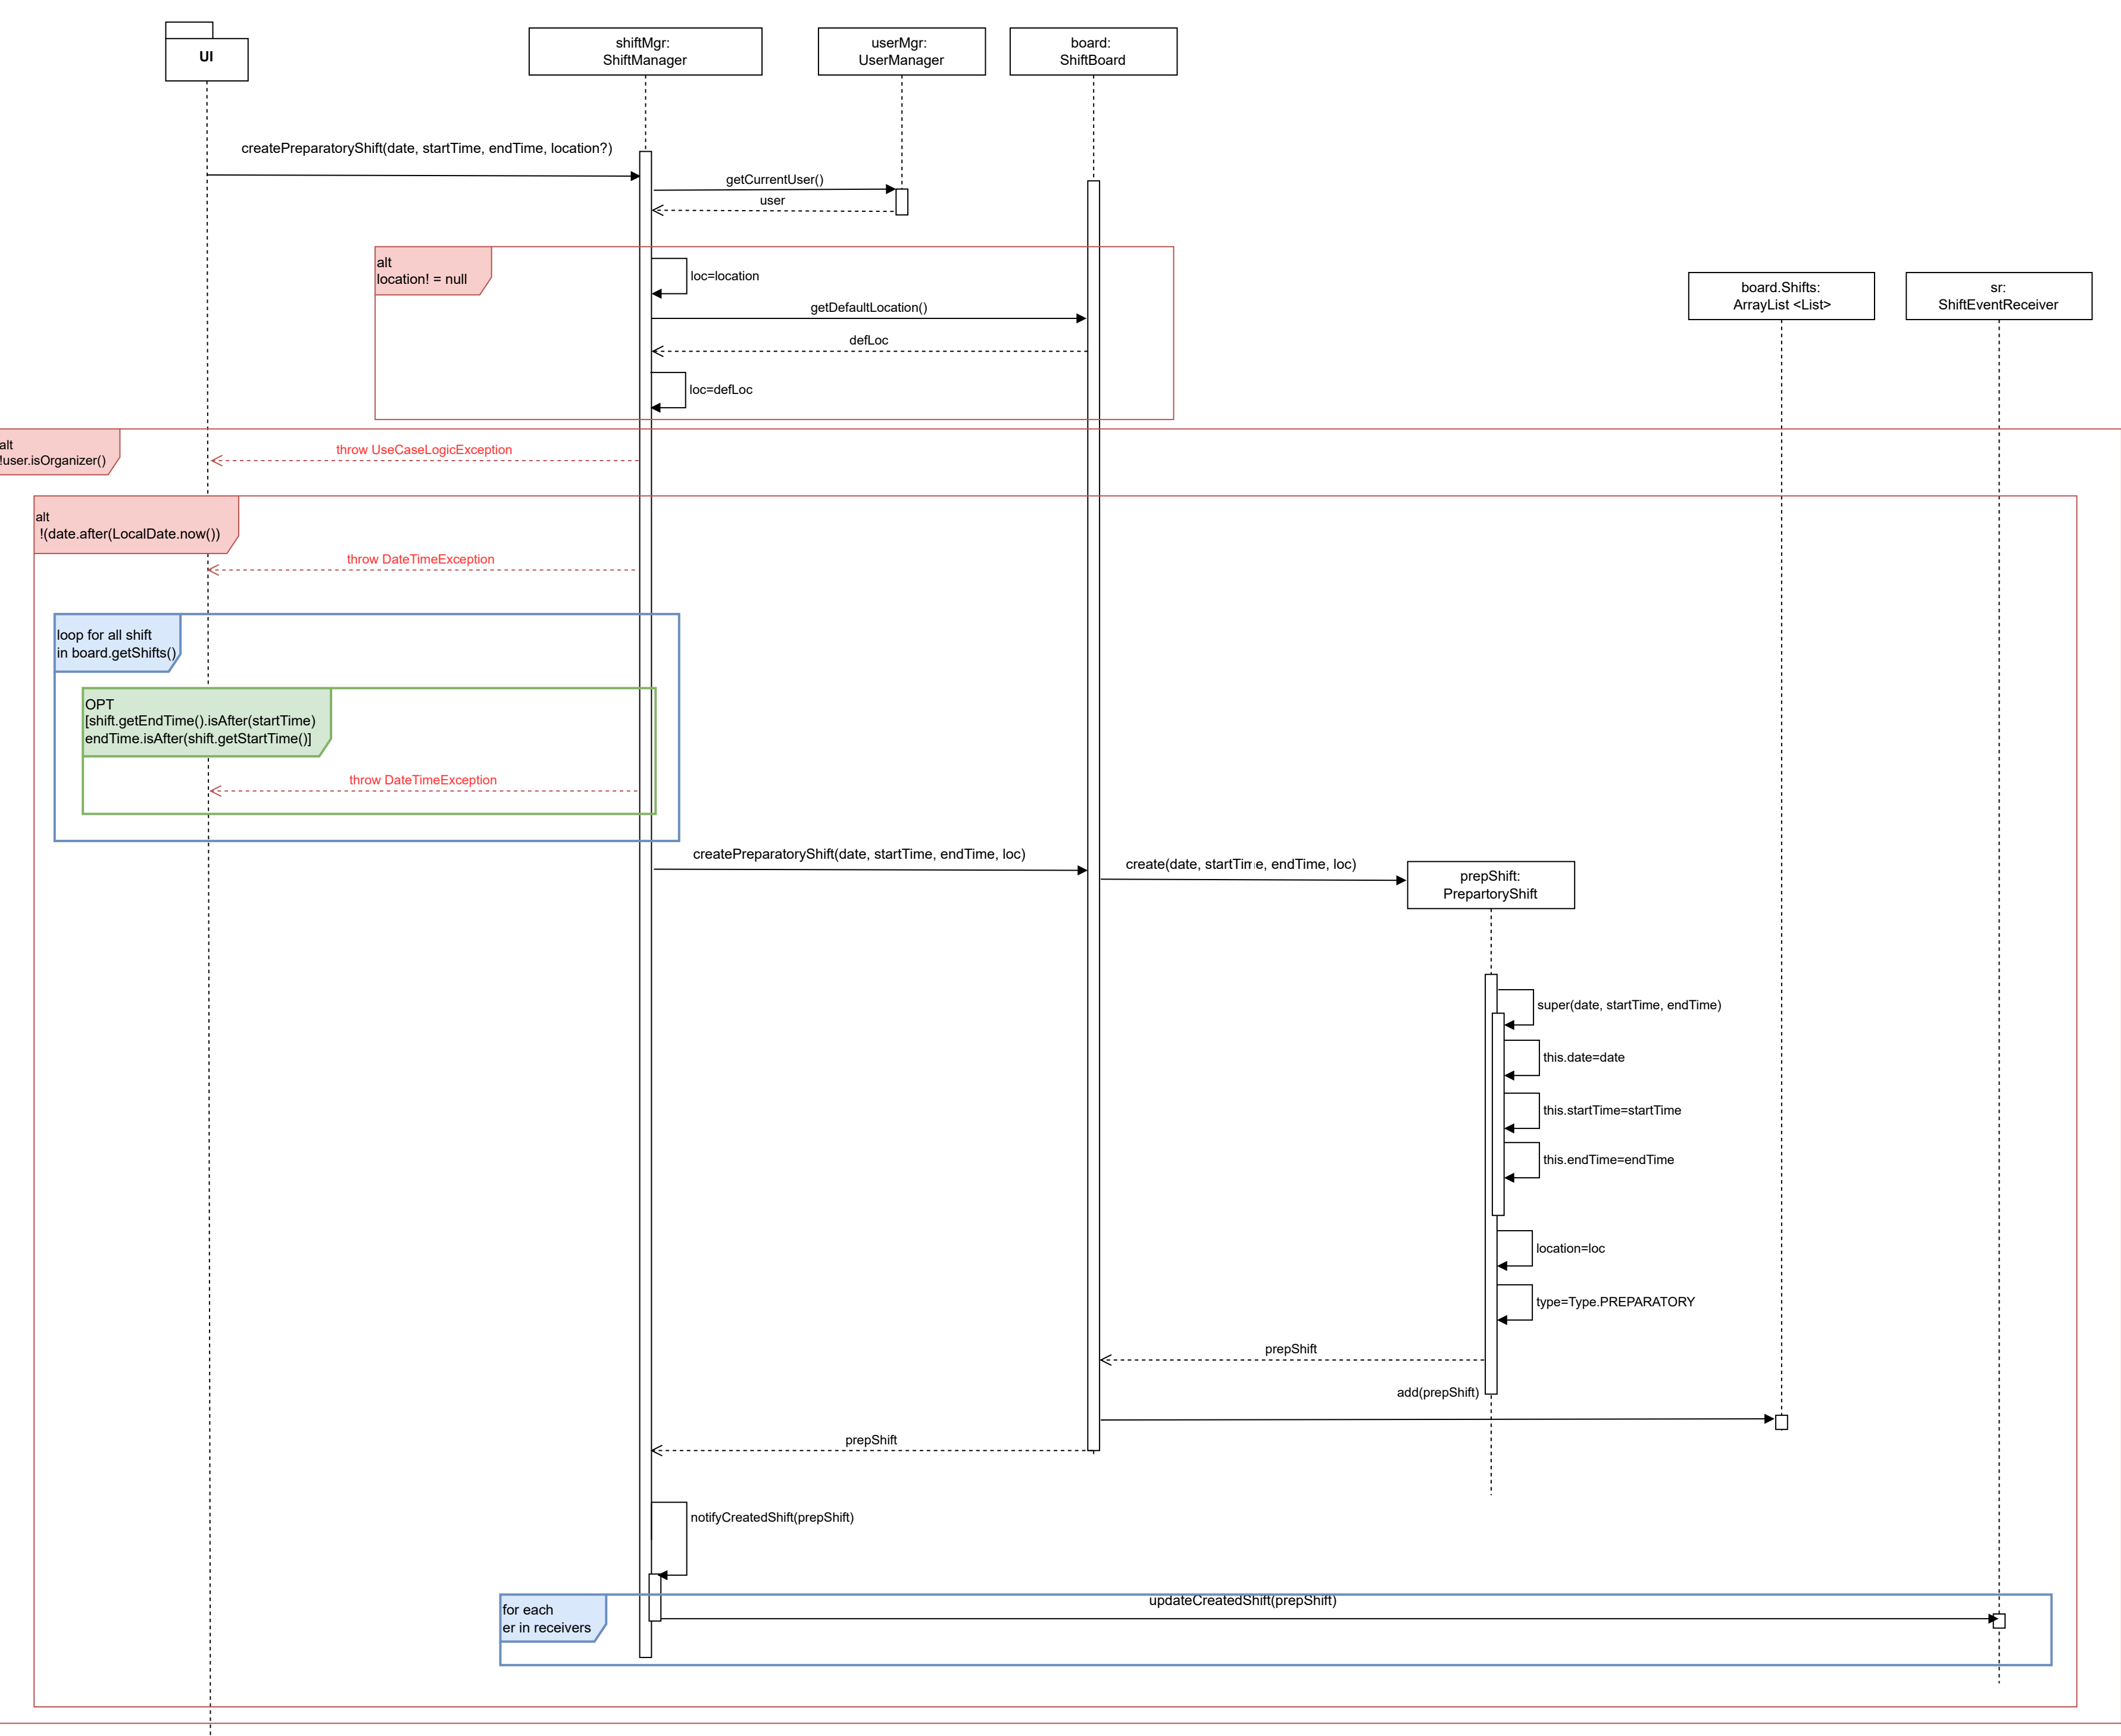 UI
shiftMgr:
ShiftManager
userMgr:
UserManager
board:
ShiftBoard
createPreparatoryShift(date, startTime, endTime, location?)
getCurrentUser()
user
alt
location! = null
loc=location
getDefaultLocation()
defLoc
loc=defLoc
board.Shifts:
ArrayList <List>
sr:
ShiftEventReceiver
alt
!user.isOrganizer()
throw UseCaseLogicException
alt
!(date.after(LocalDate.now())
throw DateTimeException
loop for all shift
in board.getShifts()
OPT
[shift.getEndTime().isAfter(startTime)
endTime.isAfter(shift.getStartTime()]
throw DateTimeException
createPreparatoryShift(date, startTime, endTime, loc)
create(date, startTime, endTime, loc)
prepShift:
PrepartoryShift
super(date, startTime, endTime)
this.date=date
this.startTime=startTime
this.endTime=endTime
location=loc
type=Type.PREPARATORY
prepShift
add(prepShift)
prepShift
notifyCreatedShift(prepShift)
for each
er in receivers
updateCreatedShift(prepShift)